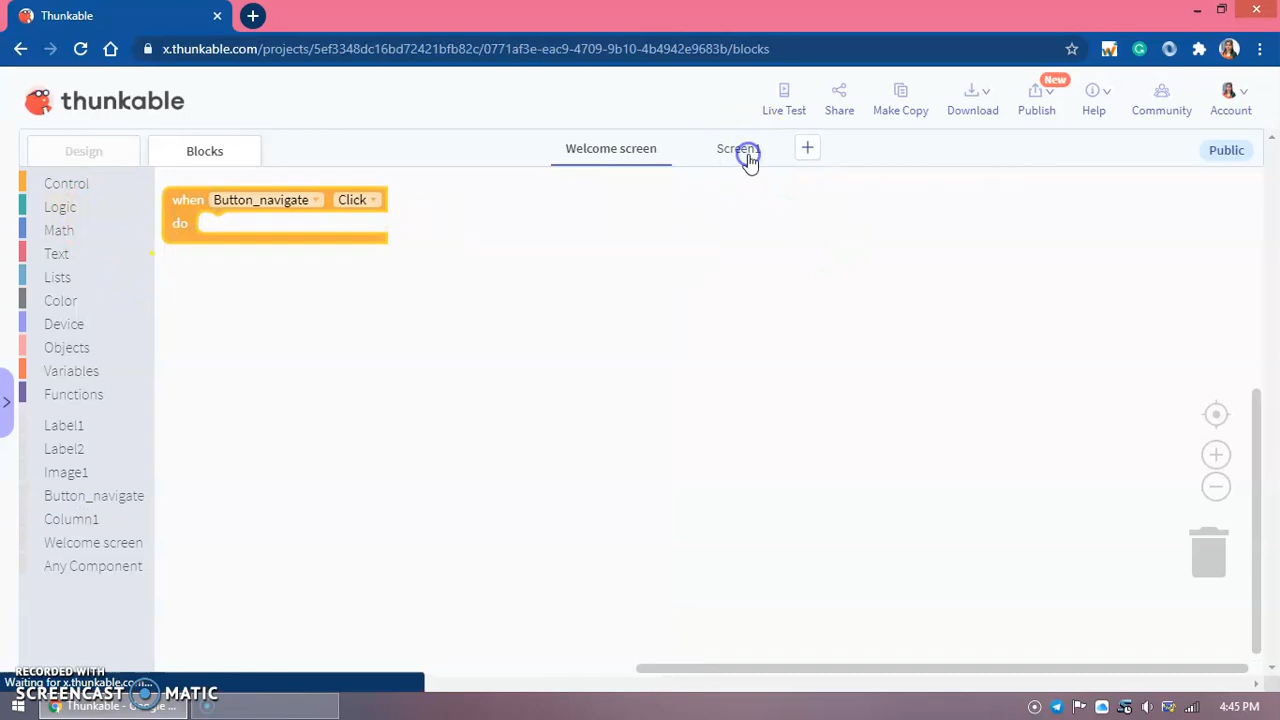 Thunkable
x.thunkable.com/projects/5ef3348dc16bd72421bfb82c/0771af3e-eac9-4709-9b10-4b4942e9683b/blocks
thunkable
New
Live Test
Share
Make Copy
Download
Publish
Help
Community
Account
Design
Blocks
Welcome screen
Screen1
Public
Control
Logic
Math
Text
Lists
Color
Device
Objects
Variables
Functions
Label1
Label2
Image1
Button_navigate
Column1
Welcome screen
Any Component
when Button_navigate Click
do
RECORDED WITH
Waiting for x.thunkable.com...
SCREENCAST MATIC
Thunkable - Google ...
4:45 PM